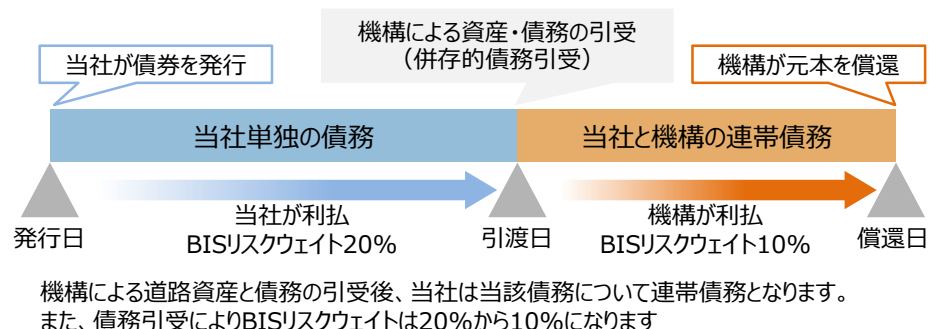 機構による資産・債務の引受
（併存的債務引受）
当社が債券を発行
機構が元本を償還
当社単独の債務
当社と機構の連帯債務
当社が利払
BISリスクウェイト20%
機構が利払
BISリスクウェイト10%
発行日
引渡日
償還日
機構による道路資産と債務の引受後、当社は当該債務について連帯債務となります。
また、債務引受によりBISリスクウェイトは20%から10%になります